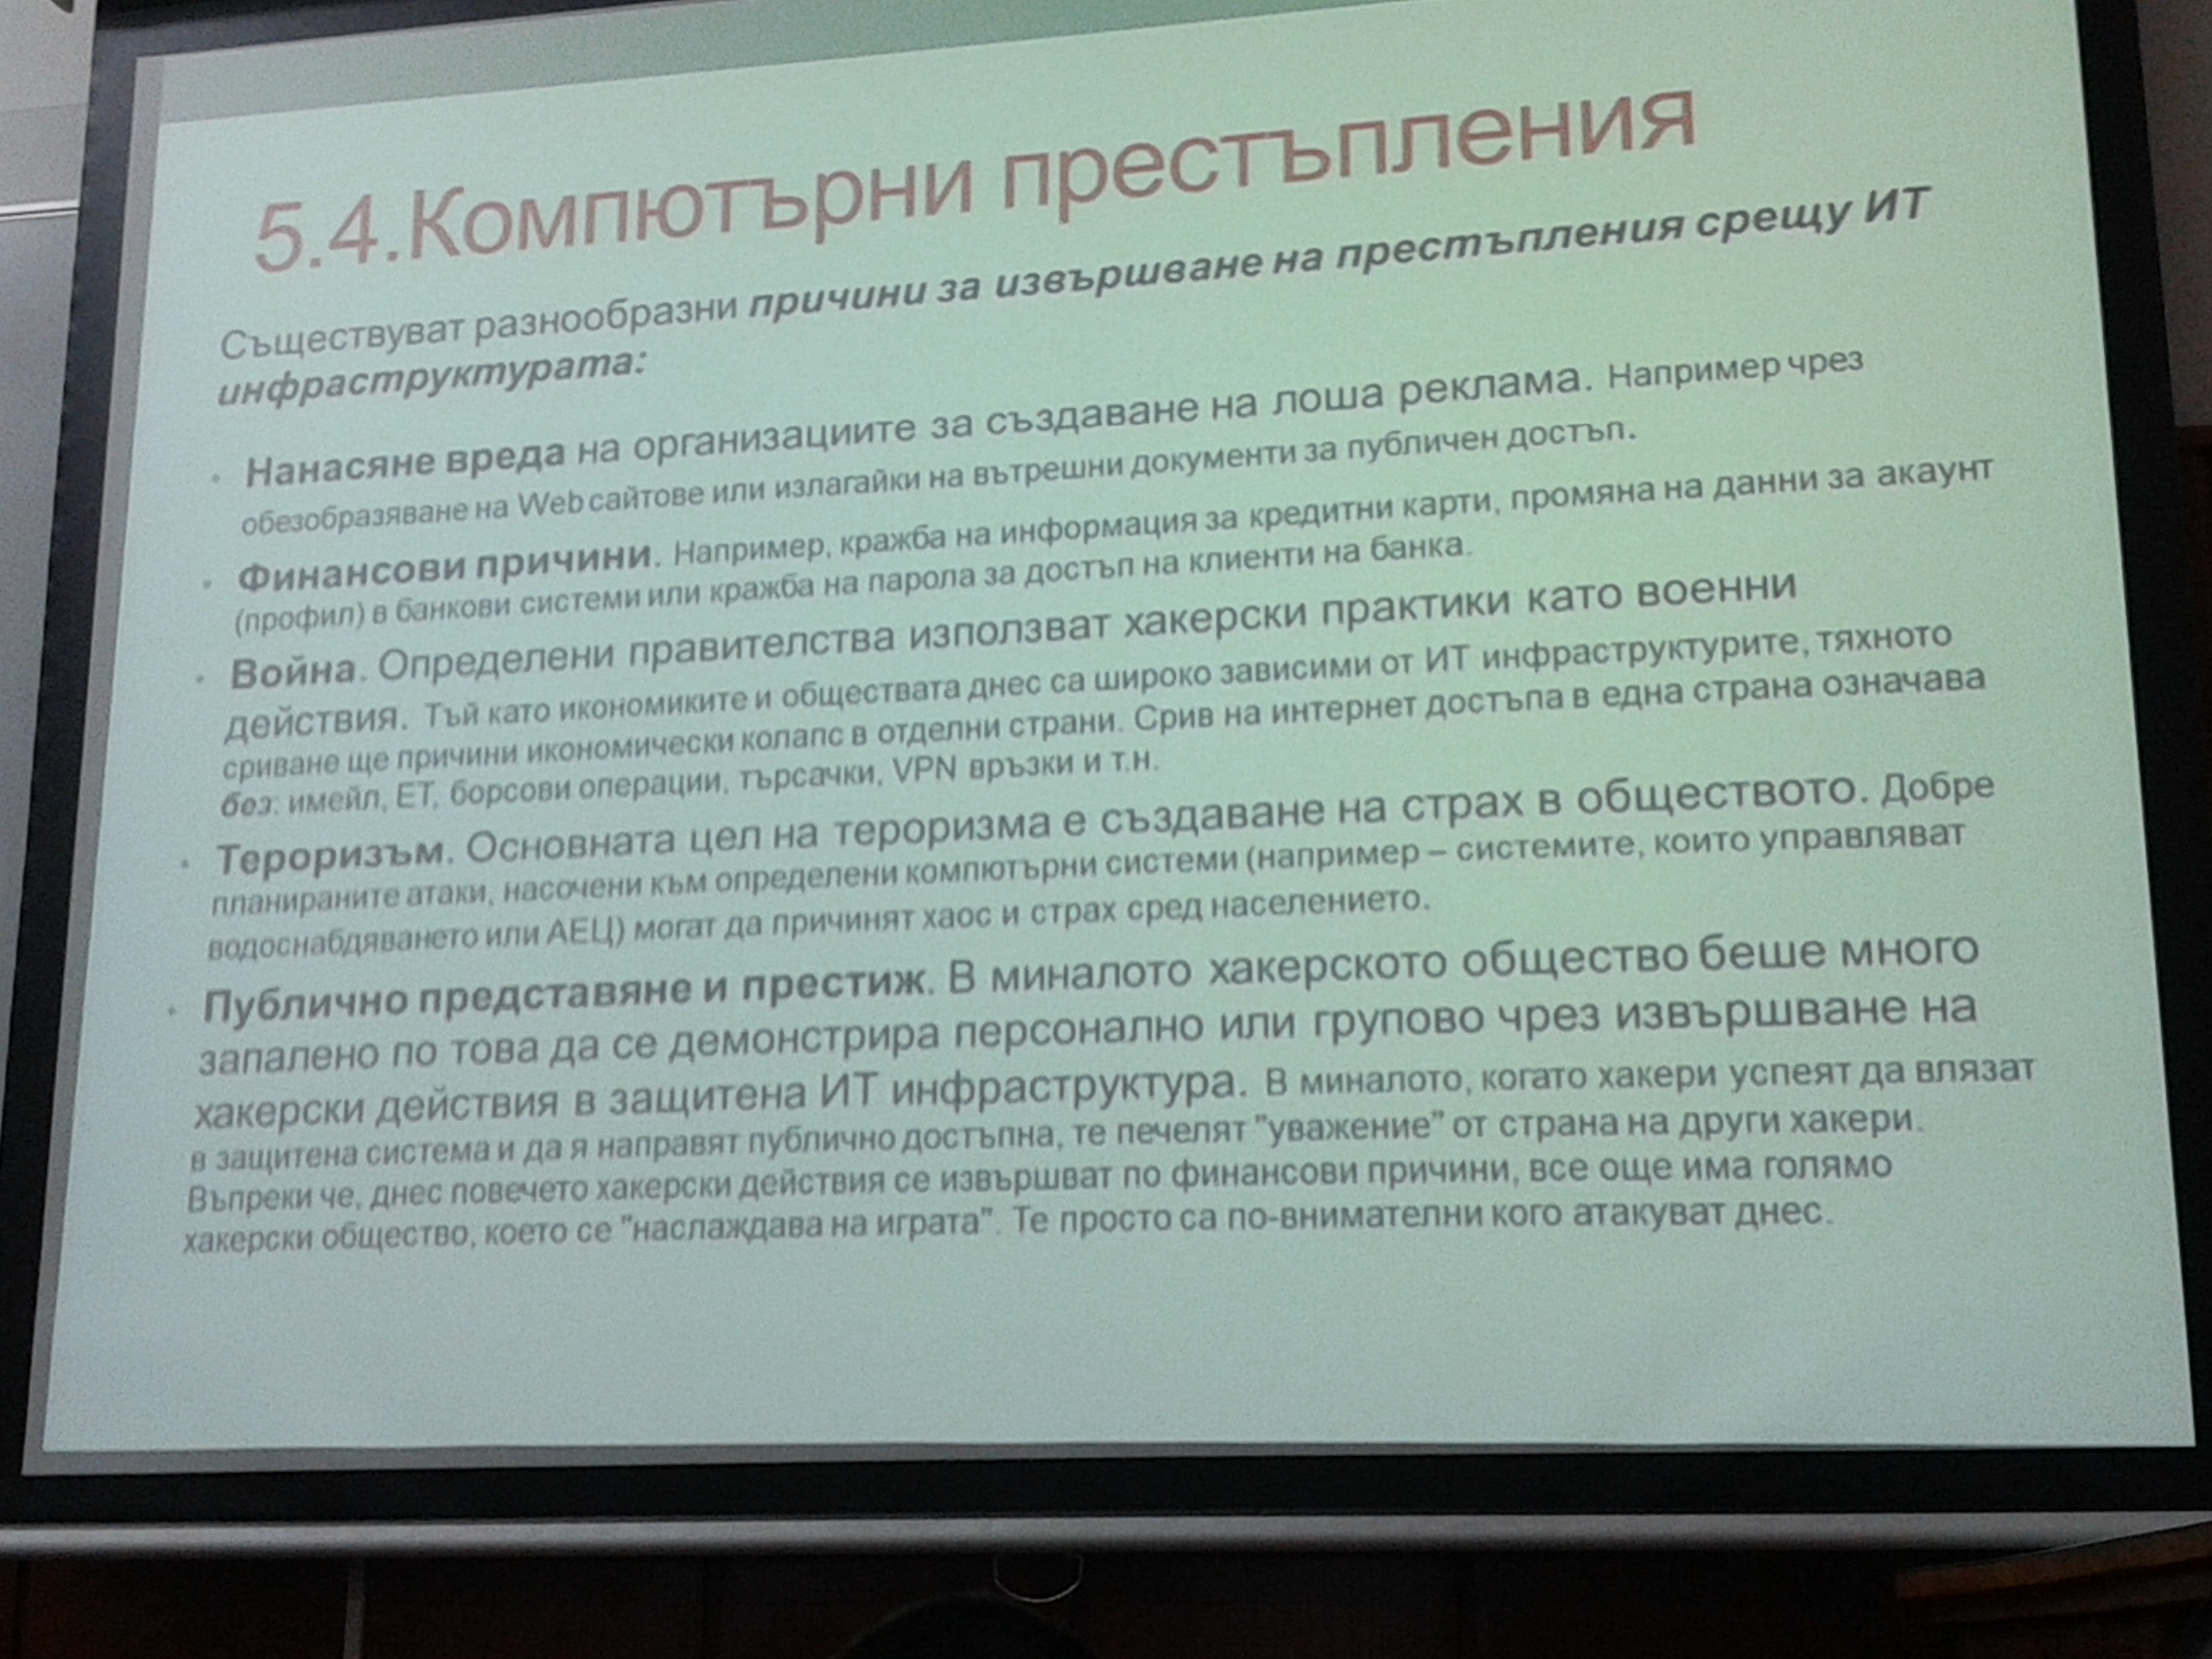 5.4.Компютърни престъпления
Съществуват разнообразни причини за извършване на престъпления срещу ИТ
инфраструктурата:
• Нанасяне вреда на организациите за създаване на лоша реклама. Например чрез
обезобразяване на Web сайтове или излагайки на вътрешни документи за публичен достъп.
• Финансови причини. Например, кражба на информация за кредитни карти, промяна на данни за акаунт
(профил) в банкови системи или кражба на парола за достъп на клиенти на банка.
• Война. Определени правителства използват хакерски практики като военни
действия. Тъй като икономиките и обществата днес са широко зависими от ИТ инфраструктурите, тяхното
сриване ще причини икономически колапс в отделни страни. Срив на интернет достъпа в една страна означава
без: имейл, ЕТ, борсови операции, търсачки, VPN връзки и т.н.
• Тероризъм. Основната цел на тероризма е създаване на страх в обществото. Добре
планираните атаки, насочени към определени компютърни системи (например – системите, които управляват
водоснабдяването или АЕЦ) могат да причинят хаос и страх сред населението.
• Публично представяне и престиж. В миналото хакерското общество беше много
запалено по това да се демонстрира персонално или групово чрез извършване на
хакерски действия в защитена ИТ инфраструктура. В миналото, когато хакери успеят да влязат
в защитена система и да я направят публично достъпна, те печелят "уважение" от страна на други хакери.
Въпреки че, днес повечето хакерски действия се извършват по финансови причини, все още има голямо
хакерски общество, което се "наслаждава на играта". Те просто са по-внимателни кого атакуват днес.